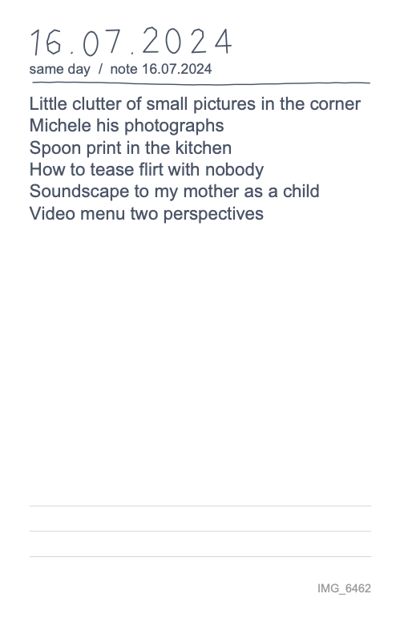 16.07.2024
same day / note 16.07.2024
Little clutter of small pictures in the corner
Michele his photographs
Spoon print in the kitchen
How to tease flirt with nobody
Soundscape to my mother as a child
Video menu two perspectives
IMG_6462